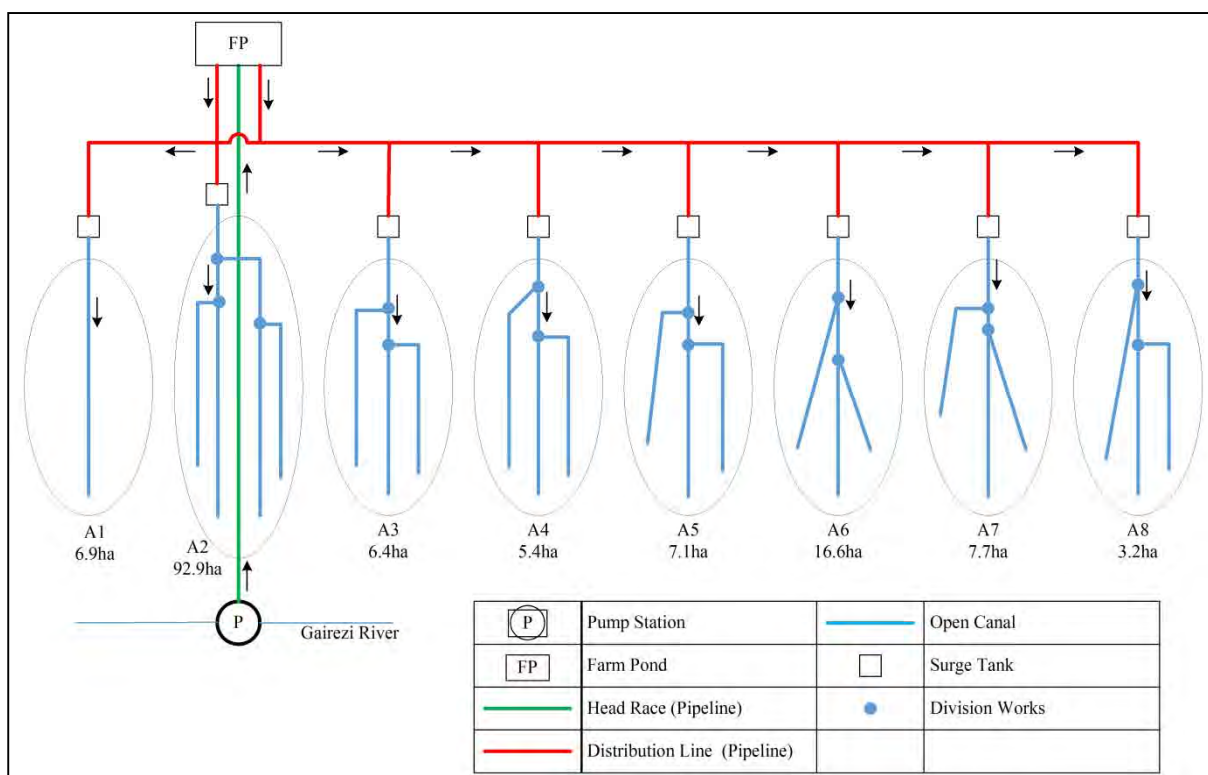 FP
A1
6.9ha
A2
92.9ha
A3
6.4ha
A4
5.4ha
A5
7.1ha
A6
16.6ha
A7
7.7ha
A8
3.2ha
P
Gairezi River
P Pump Station Open Canal
FP Farm Pond Surge Tank
Head Race (Pipeline) Division Works
Distribution Line (Pipeline)